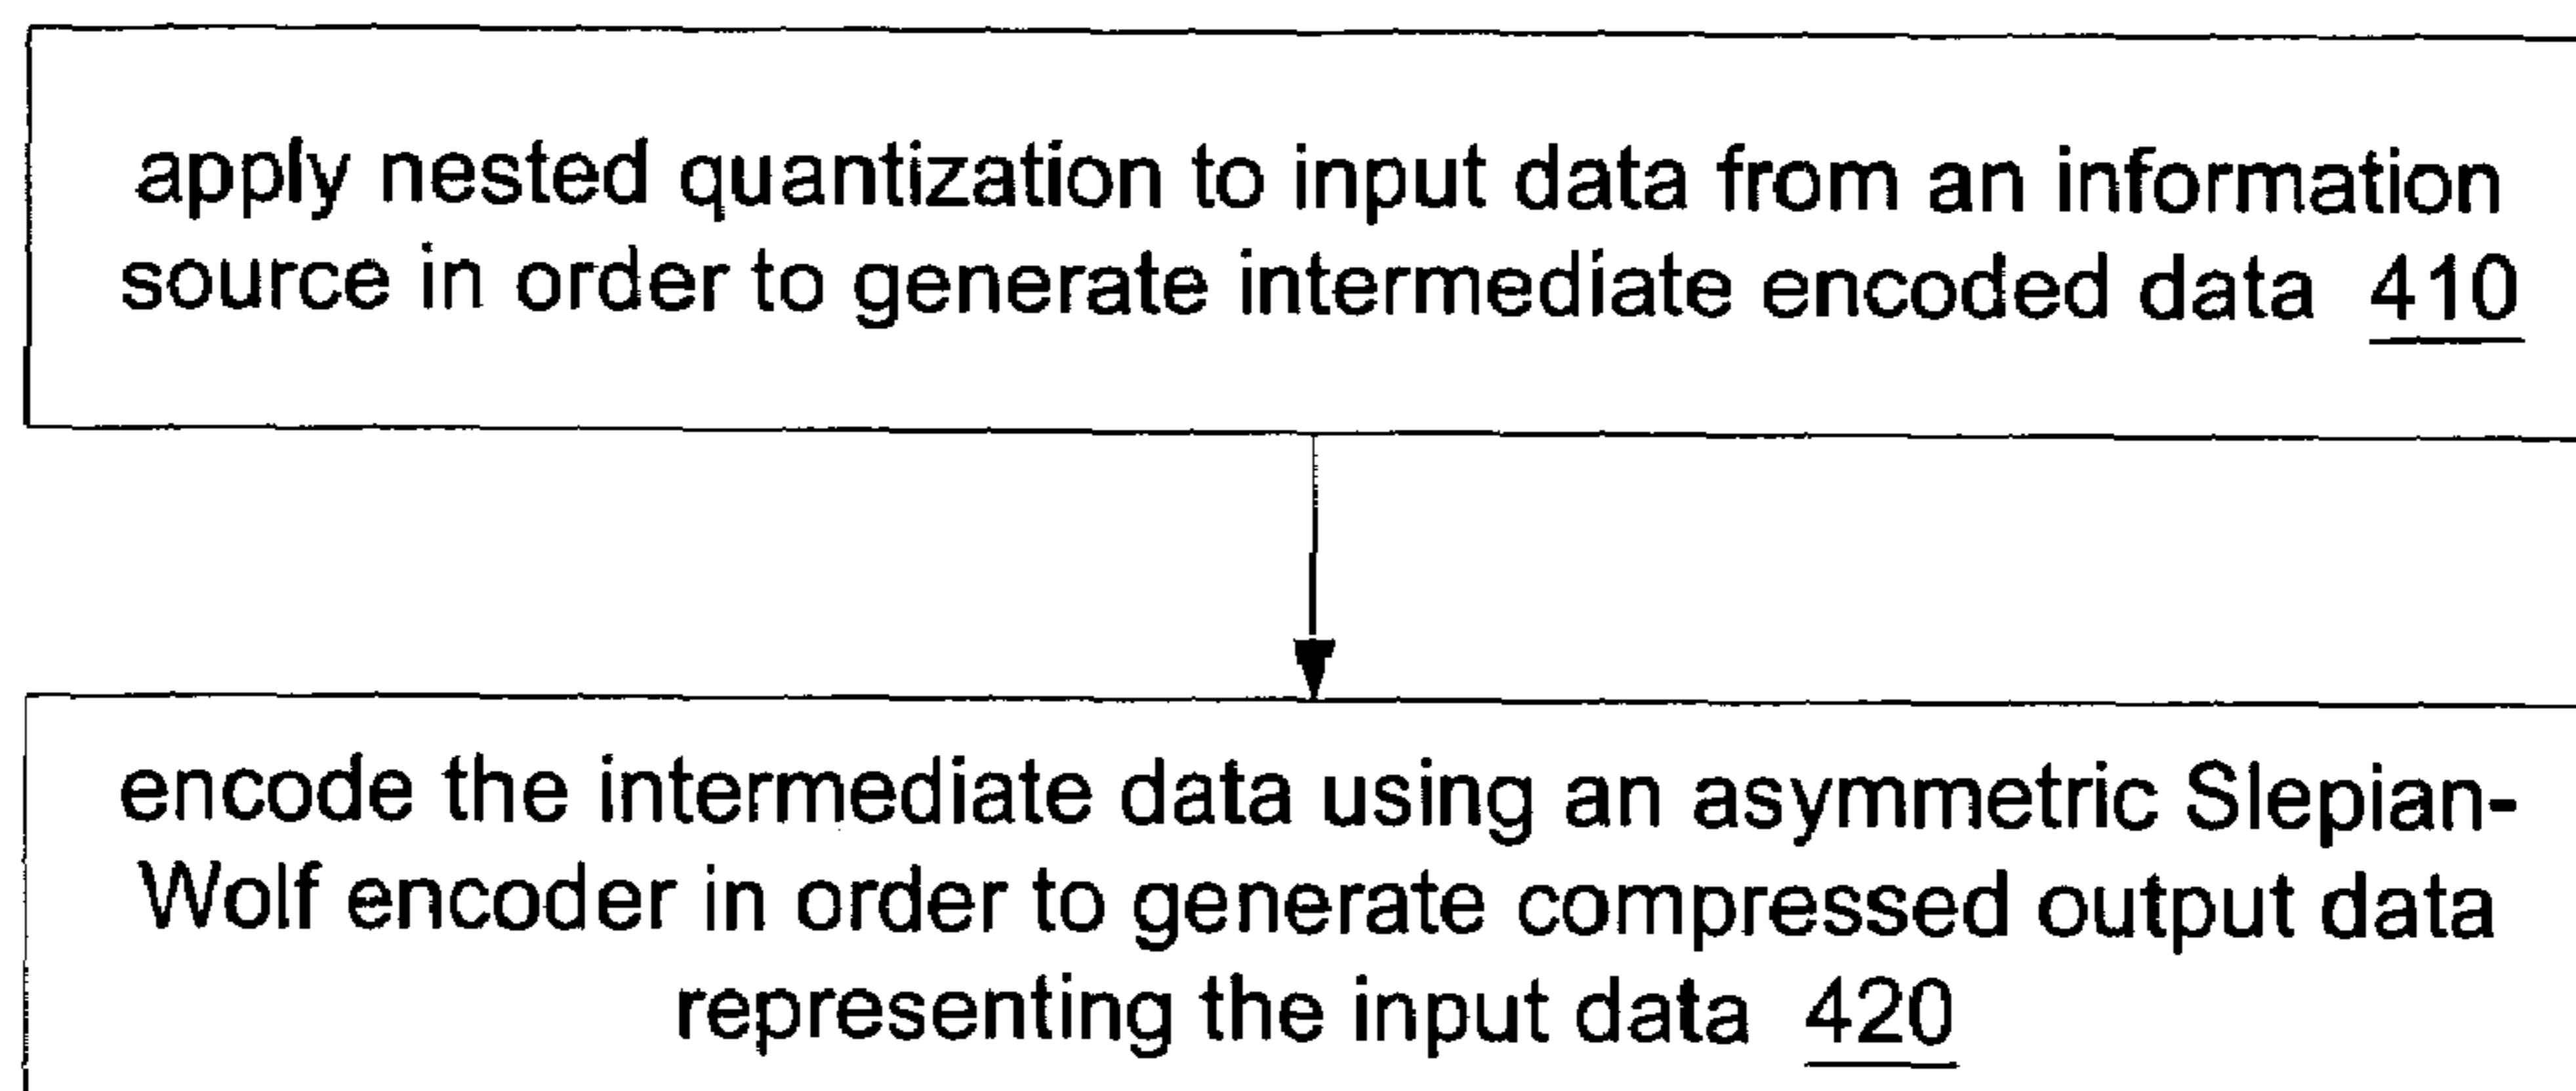 apply nested quantization to input data from an information
source in order to generate intermediate encoded data 410
encode the intermediate data using an asymmetric Slepian-
Wolf encoder in order to generate compressed output data
representing the input data 420